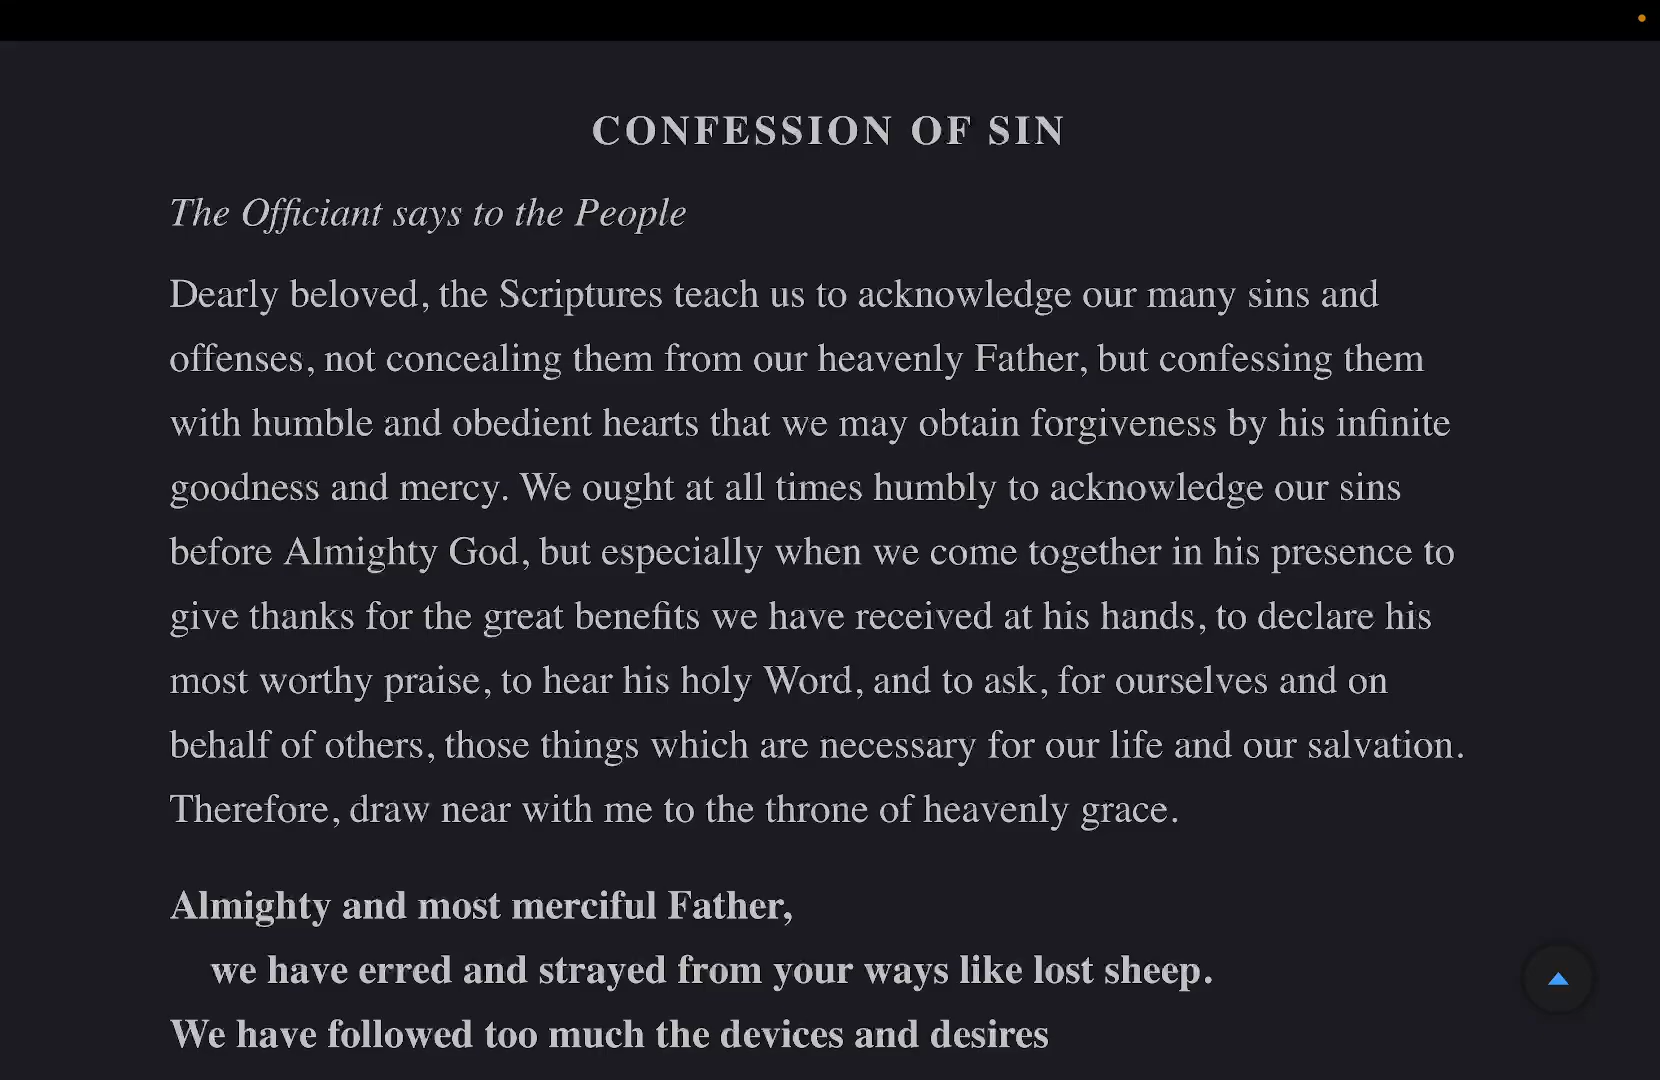 CONFESSION OF SIN
The Officiant says to the People
Dearly beloved, the Scriptures teach us to acknowledge our many sins and
offenses, not concealing them from our heavenly Father, but confessing them
with humble and obedient hearts that we may obtain forgiveness by his infinite
goodness and mercy. We ought at all times humbly to acknowledge our sins
before Almighty God, but especially when we come together in his presence to
give thanks for the great benefits we have received at his hands, to declare his
most worthy praise, to hear his holy Word, and to ask, for ourselves and on
behalf of others, those things which are necessary for our life and our salvation.
Therefore, draw near with me to the throne of heavenly grace.
Almighty and most merciful Father,
we have erred and strayed from your ways like lost sheep.
We have followed too much the devices and desires